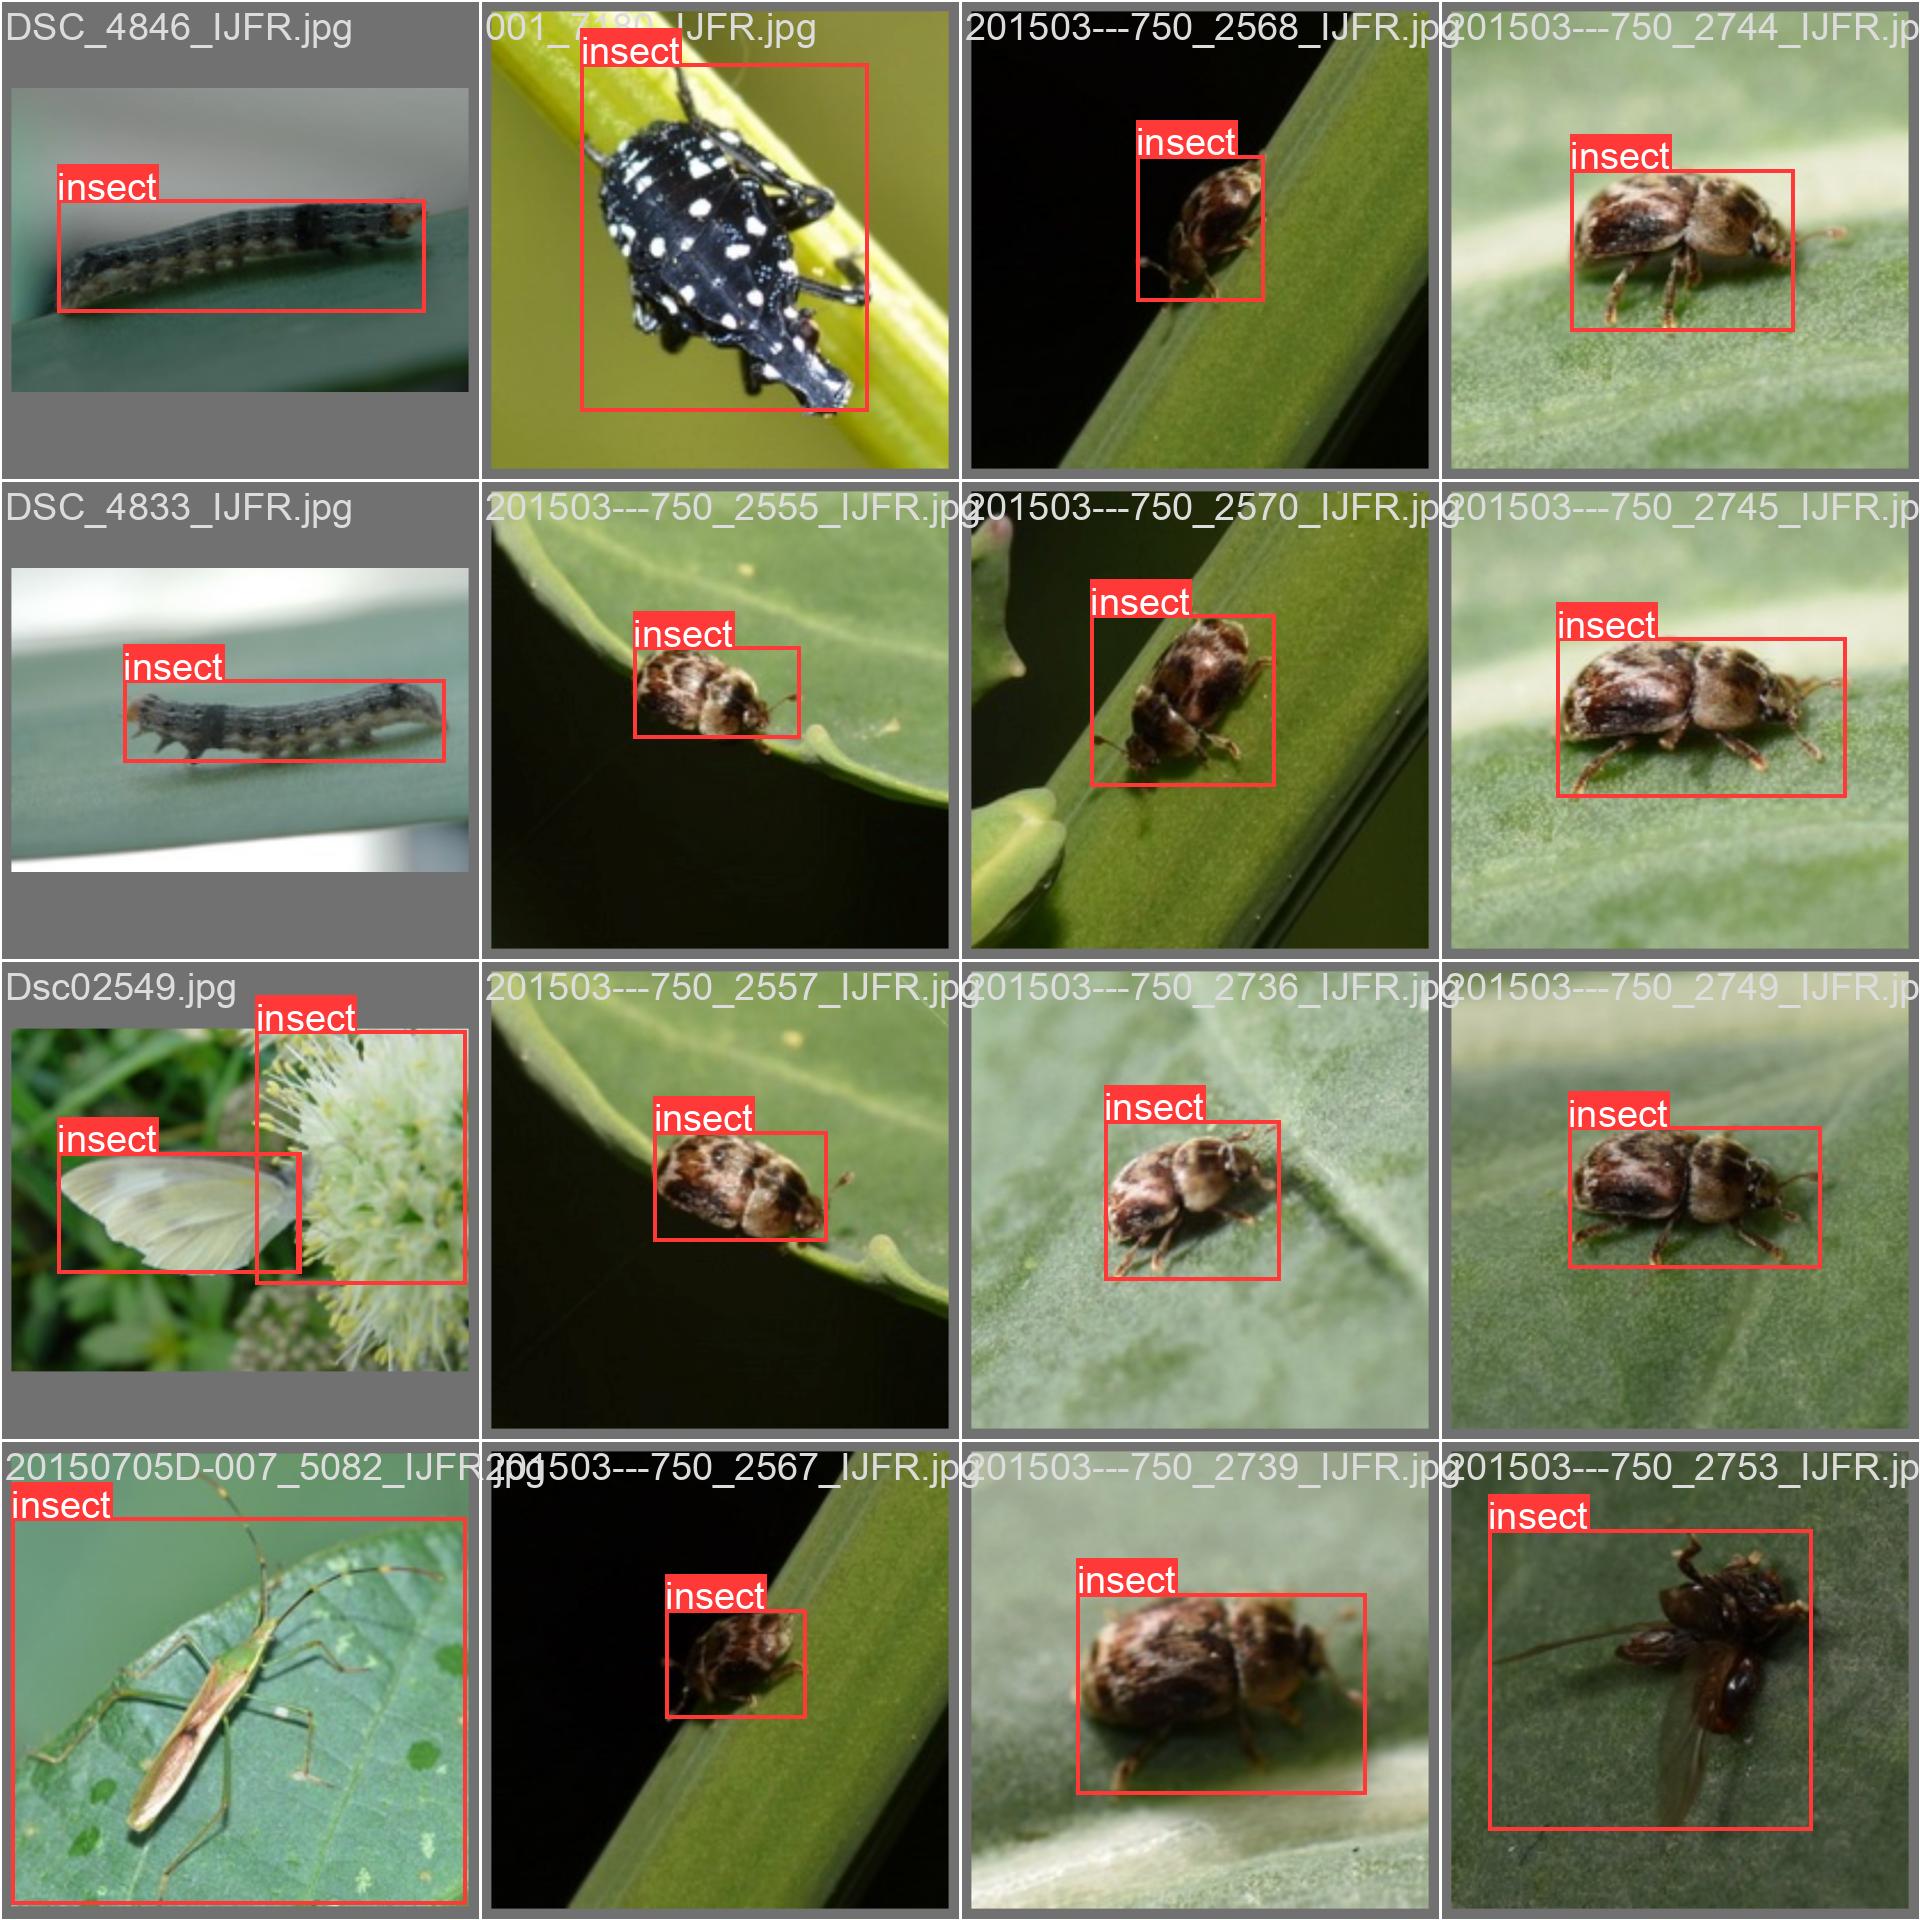 DSC_4846_IJFR.jpg
insect
001_7180_IJFR.jpg
insect
201503---750_2568_IJFR.jpg
insect
201503---750_2744_IJFR.jp
insect
DSC_4833_IJFR.jpg
insect
201503---750_2555_IJFR.jpg
insect
201503---750_2570_IJFR.jpg
insect
201503---750_2745_IJFR.jp
insect
Dsc02549.jpg
insect
insect
201503---750_2557_IJFR.jpg
insect
201503---750_2736_IJFR.jpg
insect
201503---750_2749_IJFR.jp
insect
20150705D-007_5082_IJFR.jpg
insect
201503---750_2567_IJFR.jpg
insect
201503---750_2739_IJFR.jpg
insect
201503---750_2753_IJFR.jp
insect